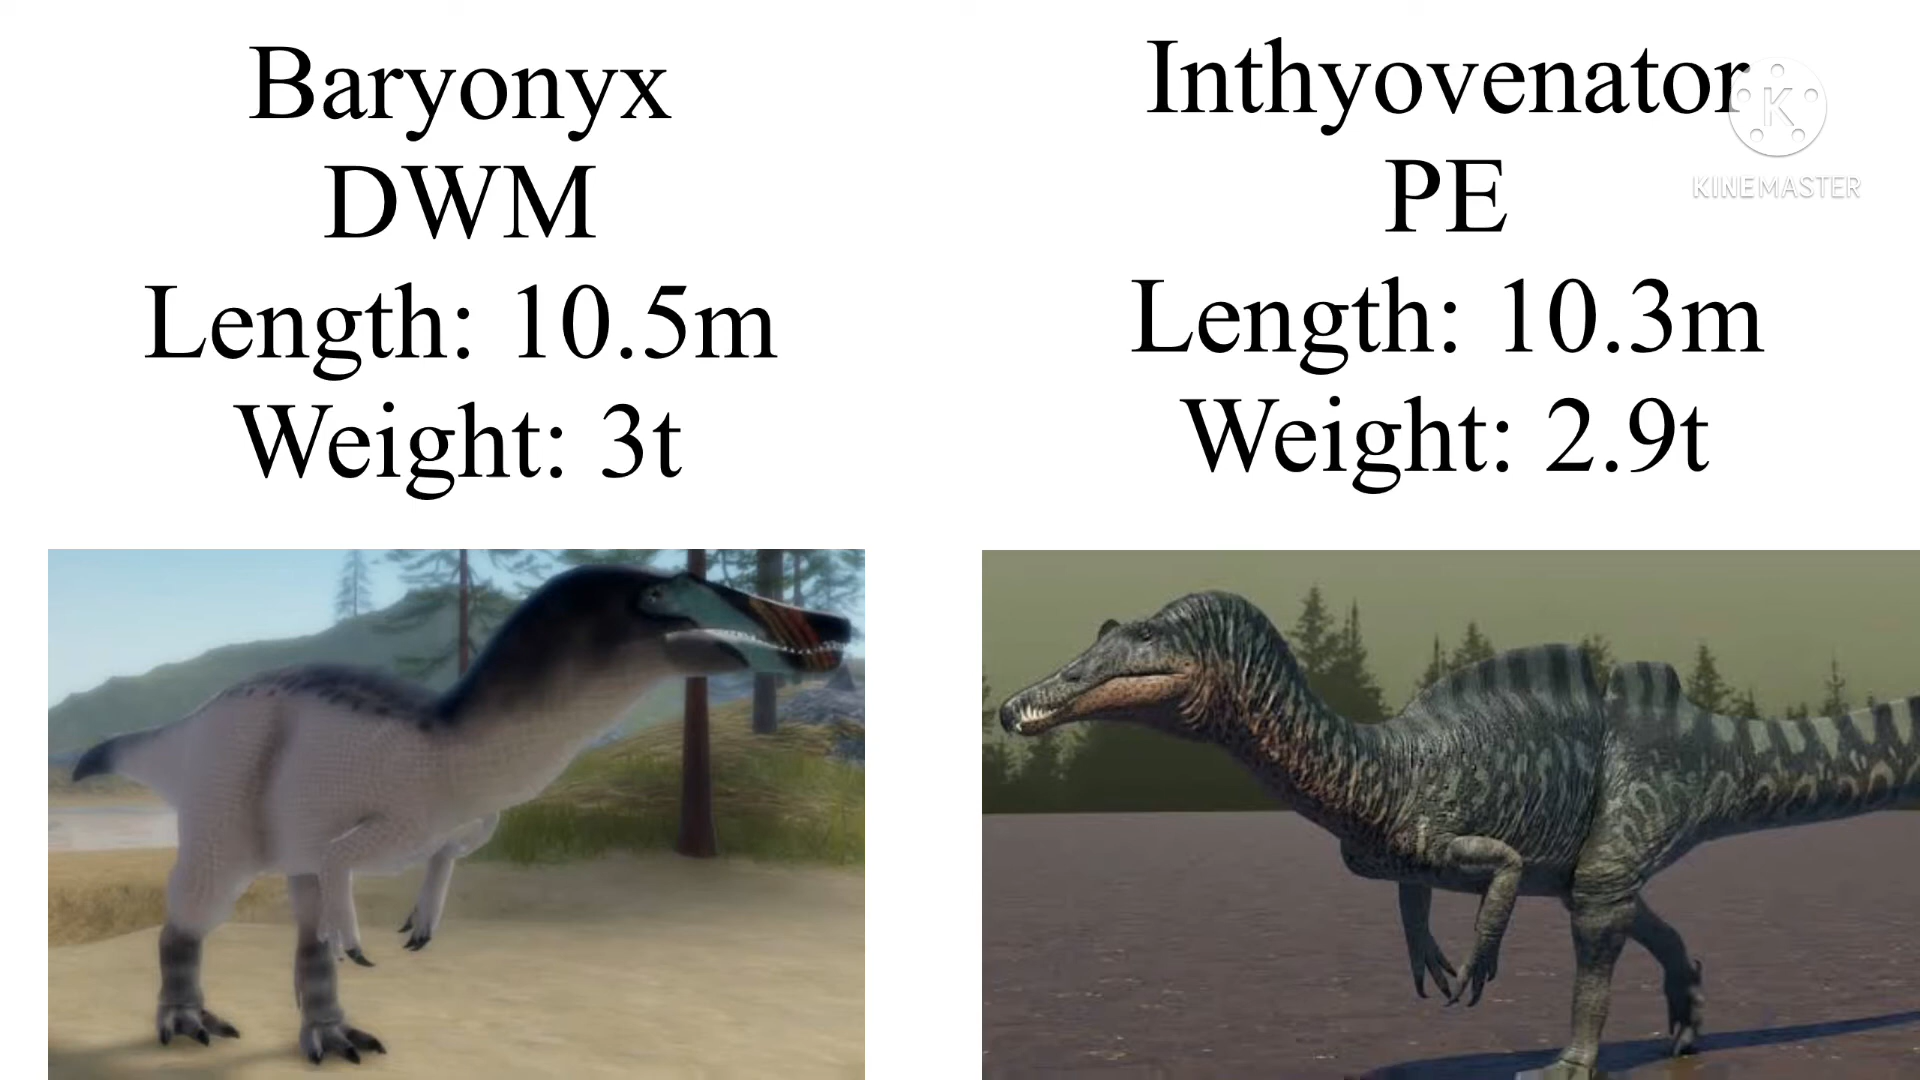 Baryonyx
DWM
Length: 10.5m
Weight: 3t
Inthyovenator
PE
Length: 10.3m
Weight: 2.9t
K
KINEMASTER